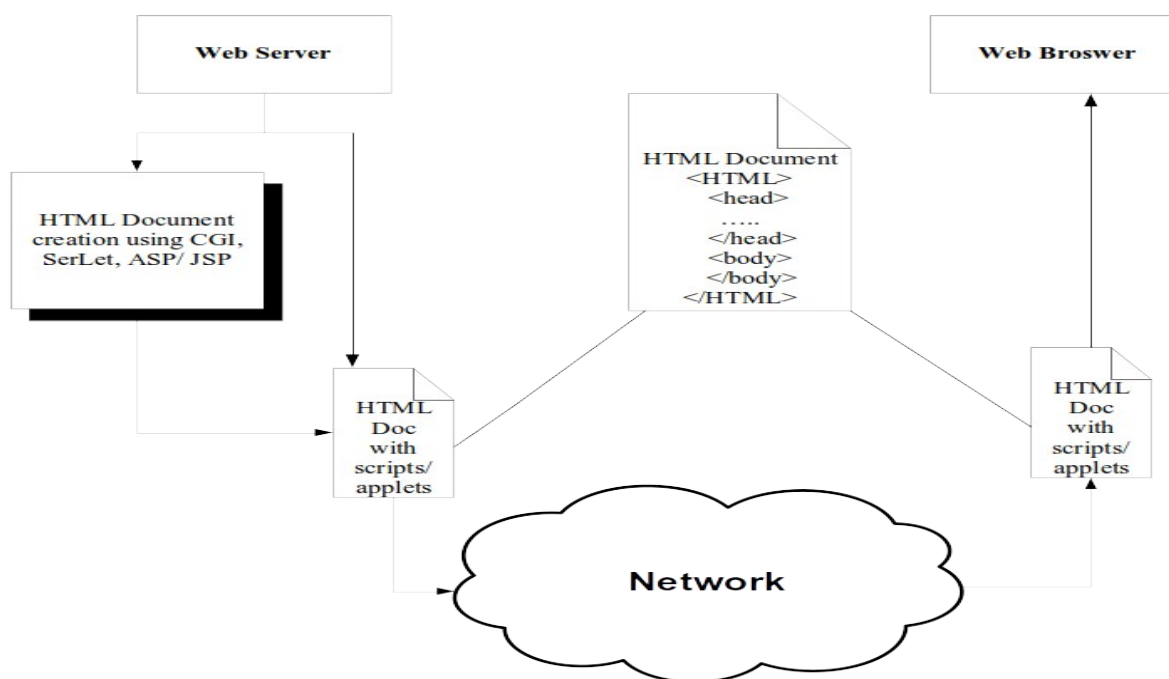 Web Server
Web Broswer
HTML Document
<HTML>
<head>
.....
</head>
<body>
</body>
</HTML>
HTML Document
creation using CGI,
SerLet, ASP/ JSP
HTML
Doc
with
scripts/
applets
HTML
Doc
with
scripts/
applets
Network